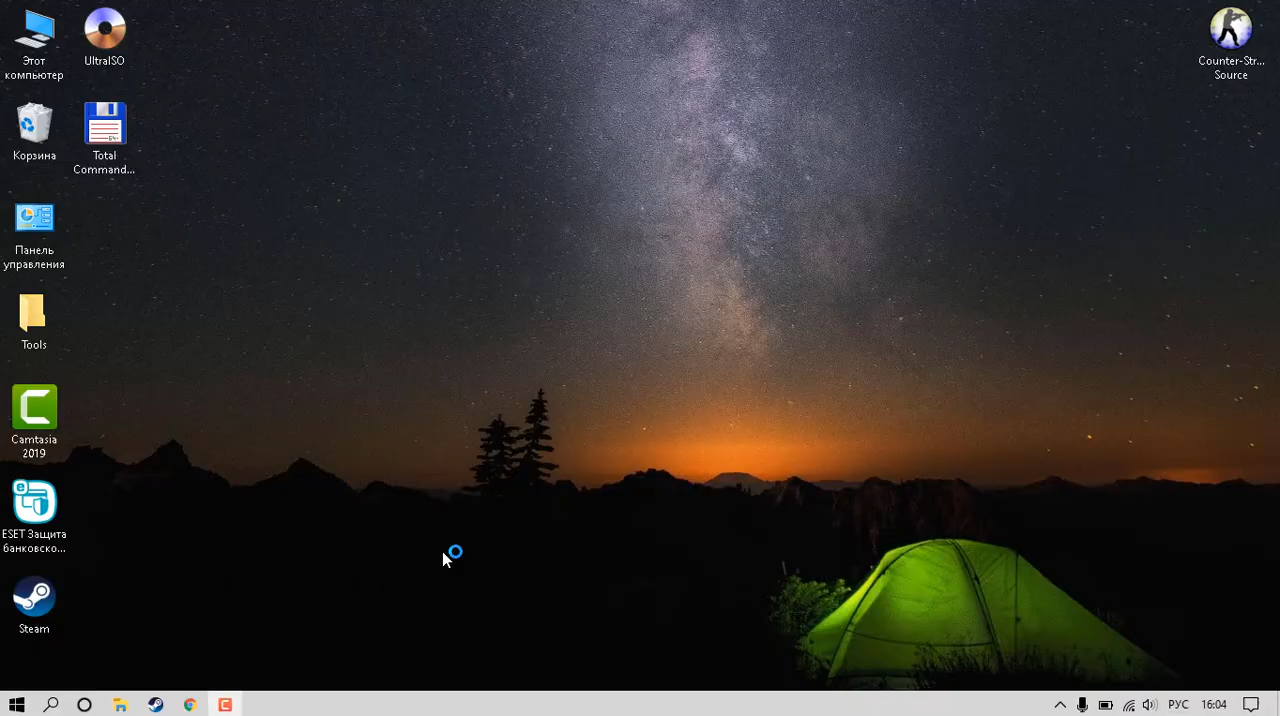 Этот
компьютер
UltraISO
Counter-Str...
Source
Корзина
Total
Command...
Панель
управления
Tools
Camtasia
2019
ESET Защита
банковско...
Steam
РУС
16:04